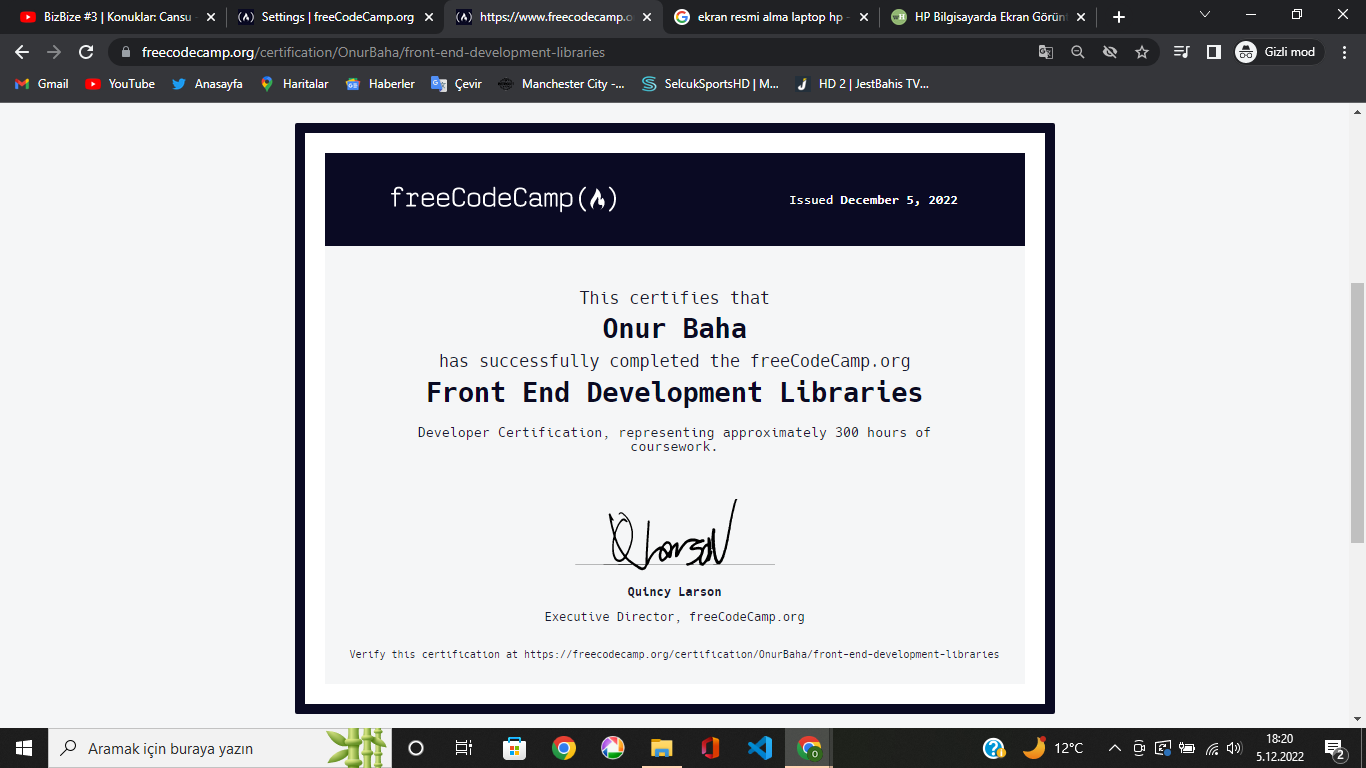 BizBize #3 | Konuklar: Cansu
Settings | freeCodeCamp.org
https://www.freecodecamp.o
ekran resmi alma laptop hp -
HP Bilgisayarda Ekran Görünt
freecodecamp.org/certification/OnurBaha/front-end-development-libraries
Gizli mod
Gmail
YouTube
Anasayfa
Haritalar
Haberler
Çevir
Manchester City -...
SelcukSportsHD | M...
HD 2 | JestBahis TV...
freeCodeCamp
Issued December 5, 2022
This certifies that
Onur Baha
has successfully completed the freeCodeCamp.org
Front End Development Libraries
Developer Certification, representing approximately 300 hours of
coursework.
QLarson
Quincy Larson
Executive Director, freeCodeCamp.org
Verify this certification at https://freecodecamp.org/certification/OnurBaha/front-end-development-libraries
Aramak için buraya yazın
12°C
18:20
5.12.2022
2